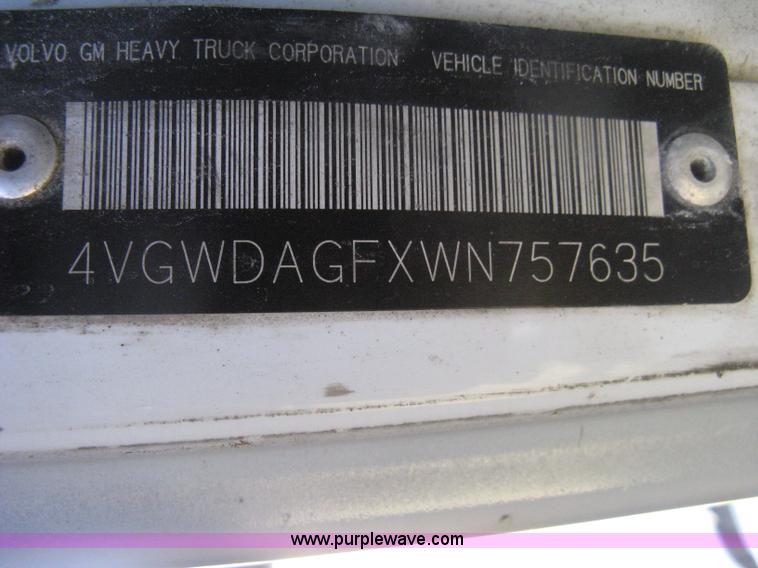 VOLVO GM HEAVY TRUCK CORPORATION VEHICLE IDENTIFICATION NUMBER
4VGWDAGFXWN757635
www.purplewave.com